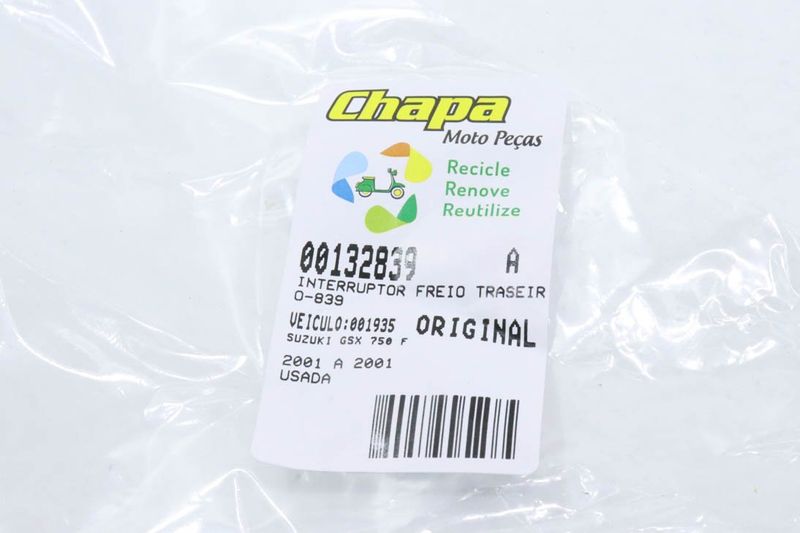 Chapa
Moto Peças
Recicle
Renove
Reutilize
00132839 A
INTERRUPTOR FREIO TRASEIR
O-839
VEICULO:001935 ORIGINAL
SUZUKI GSX 750 F
2001 A 2001
USADA